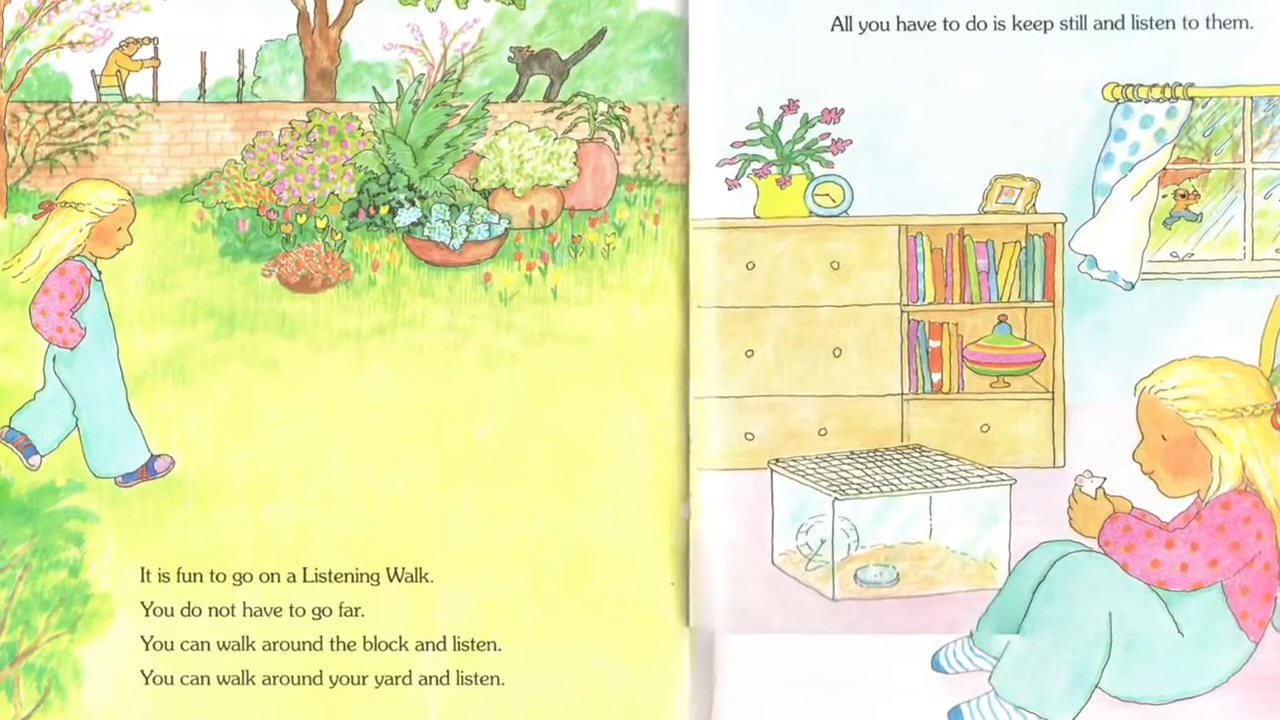 It is fun to go on a Listening Walk.
You do not have to go far.
You can walk around the block and listen.
You can walk around your yard and listen.
All you have to do is keep still and listen to them.